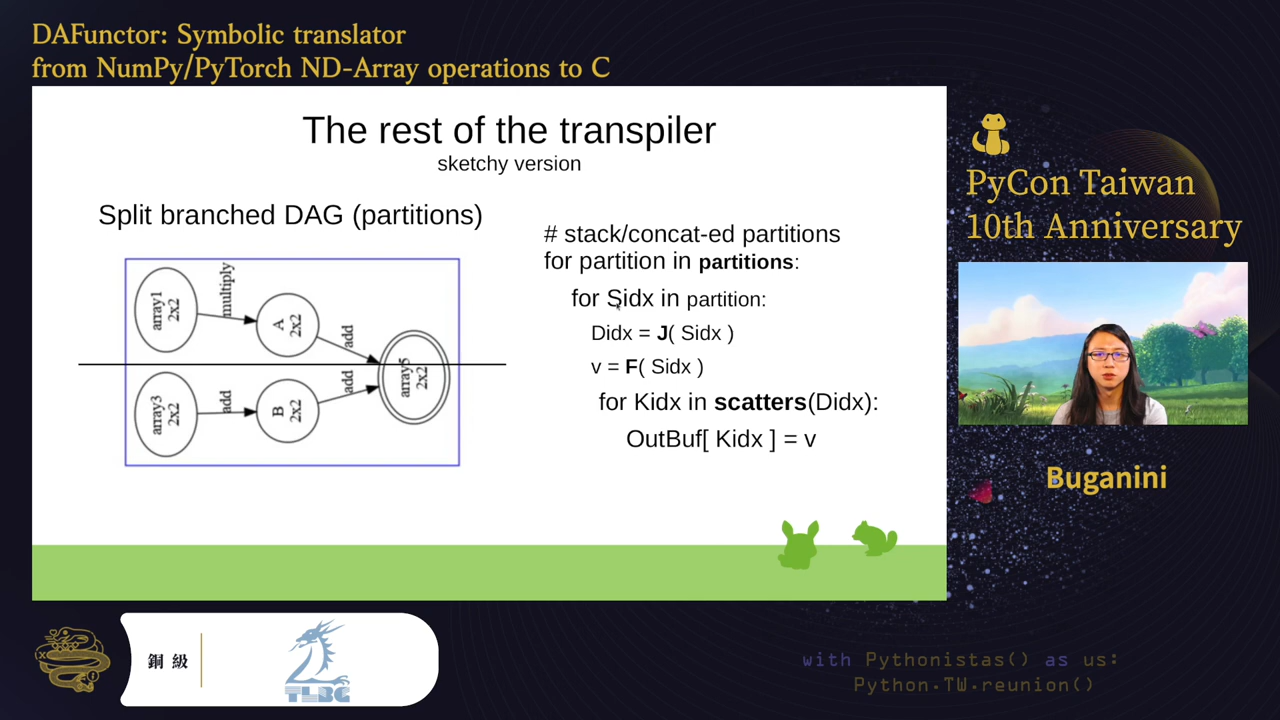 DAFunctor: Symbolic translator
from NumPy/PyTorch ND-Array operations to C
The rest of the transpiler
sketchy version
Split branched DAG (partitions)
array1
2x2
multiply
A
2x2
add
array3
2x2
add
B
2x2
add
array5
2x2
# stack/concat-ed partitions
for partition in partitions:
for Sidx in partition:
Didx = J( Sidx )
v = F( Sidx )
for Kidx in scatters(Didx):
OutBuf[ Kidx ] = v
PyCon Taiwan
10th Anniversary
Buganini
銅級
TLBG
with Pythonistas() as us:
Python.TW.reunion()